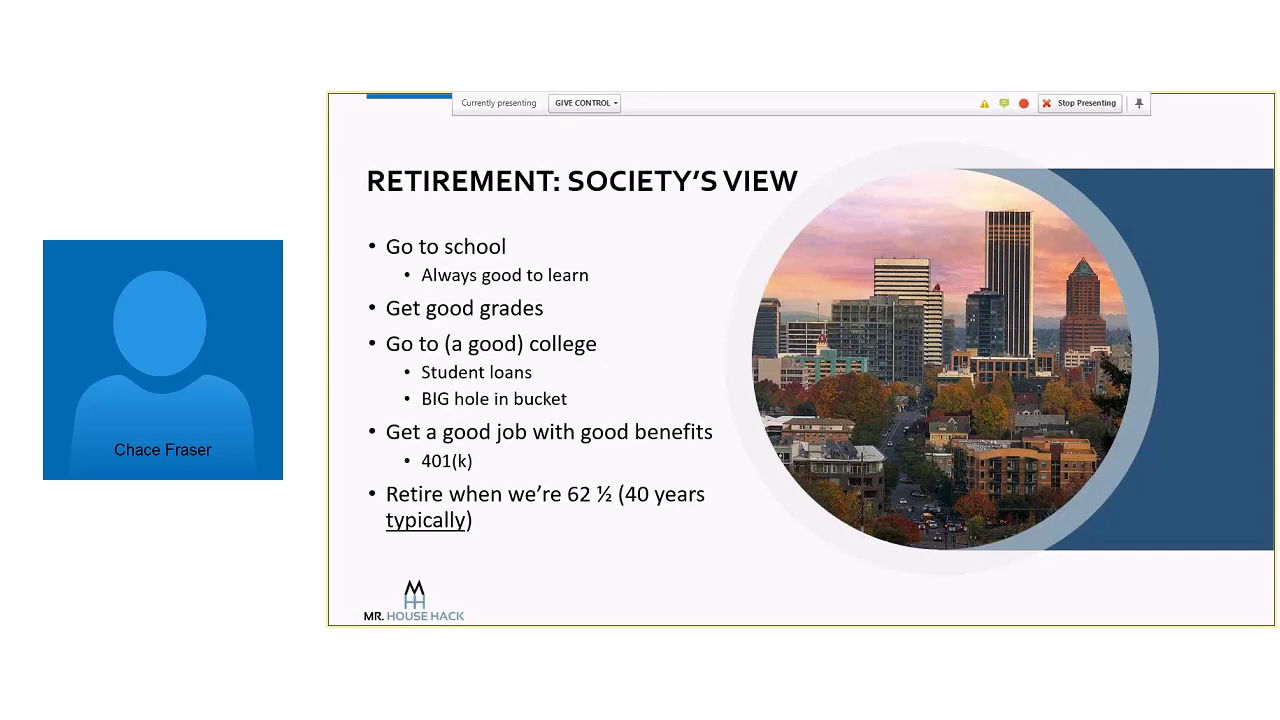 Currently presenting
GIVE CONTROL
Stop Presenting
RETIREMENT: SOCIETY'S VIEW
• Go to school
• Always good to learn
• Get good grades
• Go to (a good) college
• Student loans
• BIG hole in bucket
• Get a good job with good benefits
• 401(k)
• Retire when we're 62 ½ (40 years
typically)
MR. HOUSE HACK
Chace Fraser